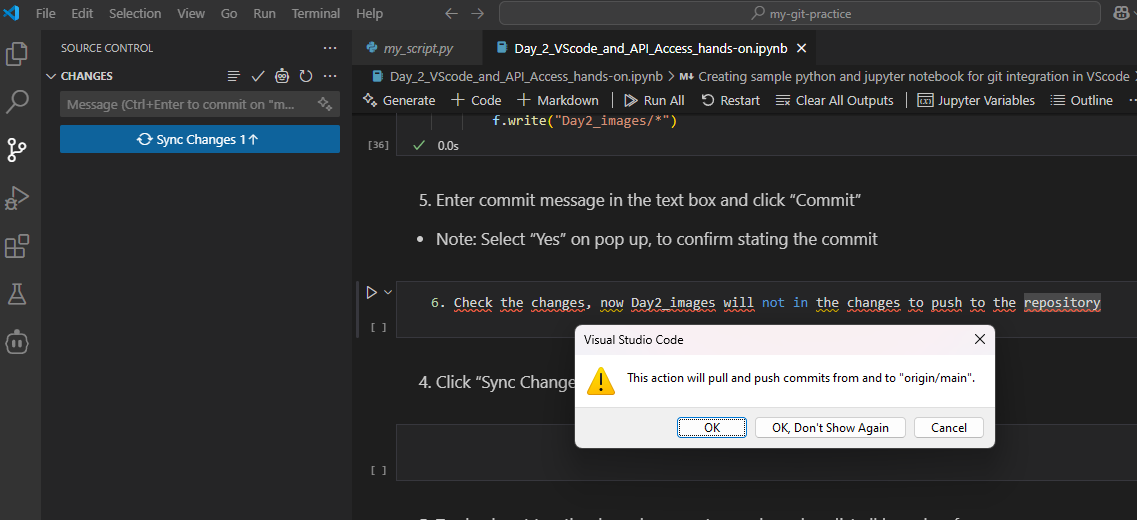 File Edit Selection View Go Run Terminal Help my-git-practice
SOURCE CONTROL
CHANGES
Message (Ctrl+Enter to commit on "m...
Sync Changes 1↑
my_script.py Day_2_VScode_and_API_Access_hands-on.ipynb
Day_2_VScode_and_API_Access_hands-on.ipynb > M↓ Creating sample python and jupyter notebook for git integration in VScode
Generate + Code + Markdown Run All Restart Clear All Outputs Jupyter Variables Outline ...
f.write("Day2_images/*")
[36] ✓ 0.0s
5. Enter commit message in the text box and click “Commit”
• Note: Select “Yes” on pop up, to confirm stating the commit
6. Check the changes, now Day2_images will not in the changes to push to the repository
[ ]
Visual Studio Code
This action will pull and push commits from and to "origin/main".
OK OK, Don't Show Again Cancel
4. Click “Sync Change
[ ]